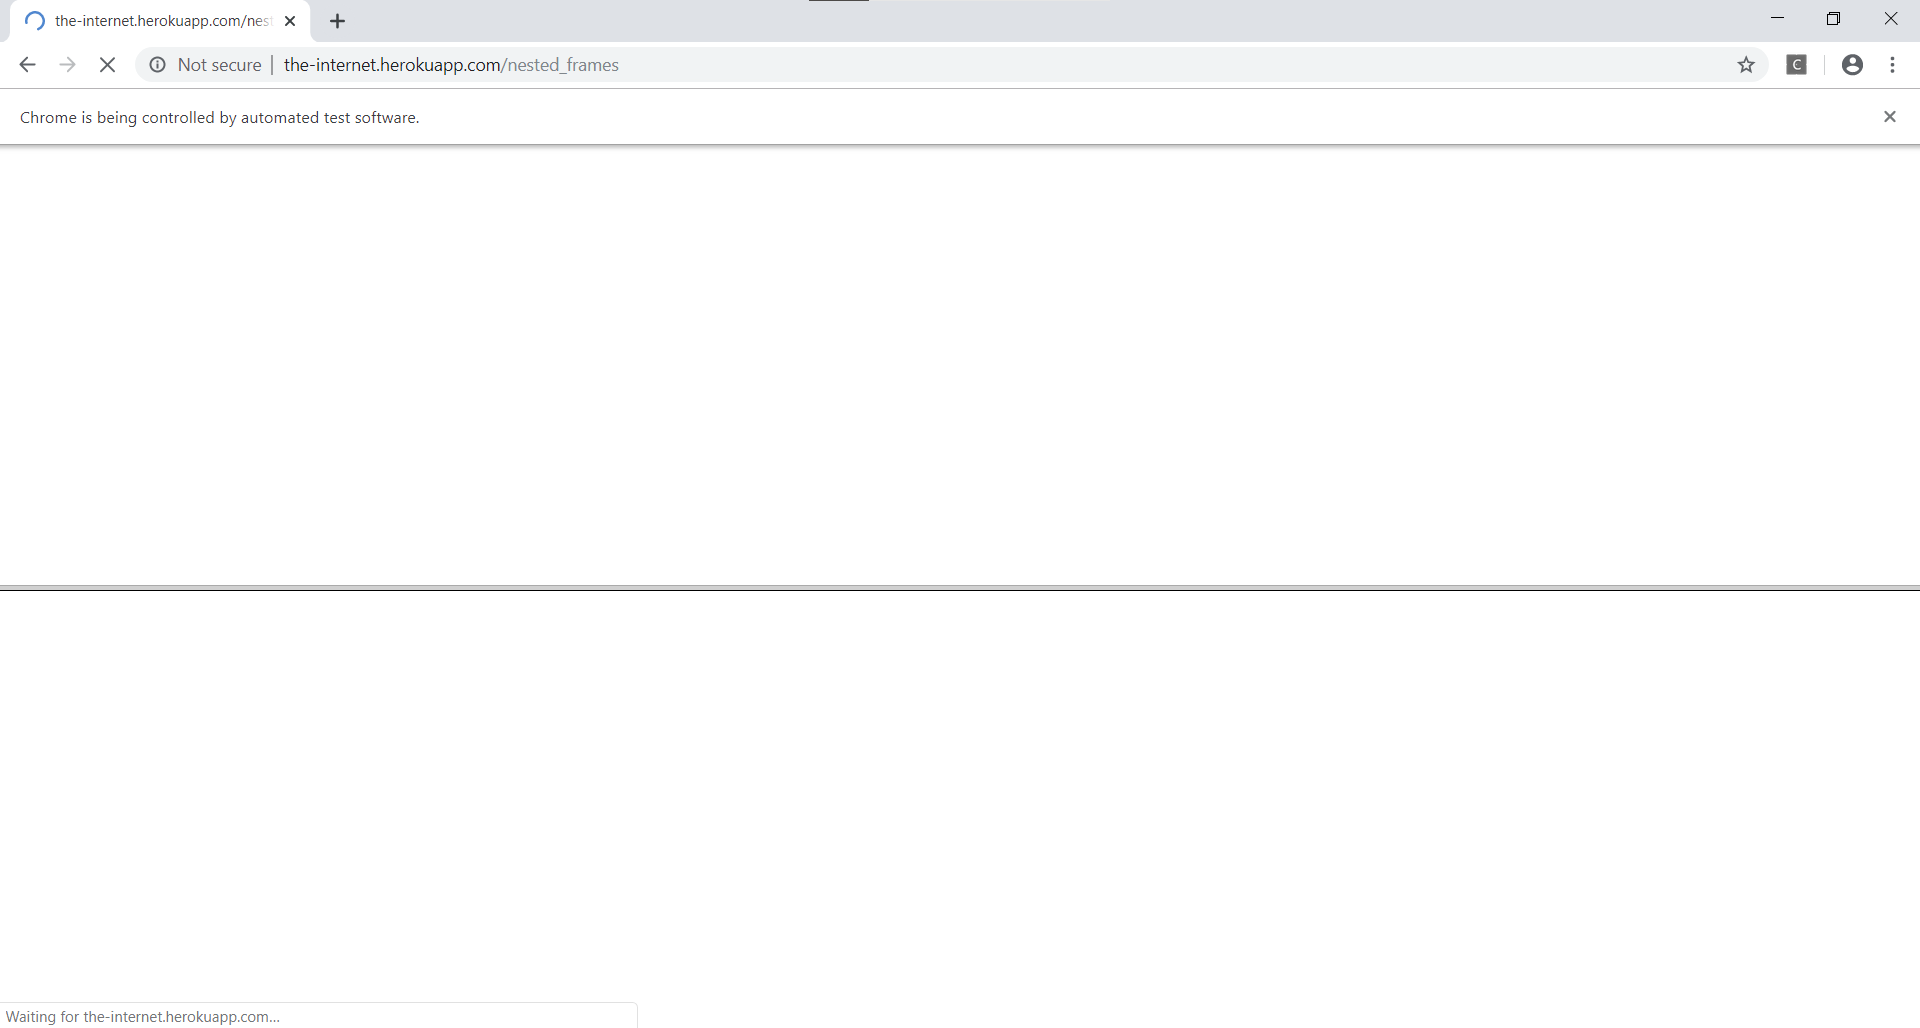 the-internet.herokuapp.com/nest
Not secure | the-internet.herokuapp.com/nested_frames
C
Chrome is being controlled by automated test software.
Waiting for the-internet.herokuapp.com...